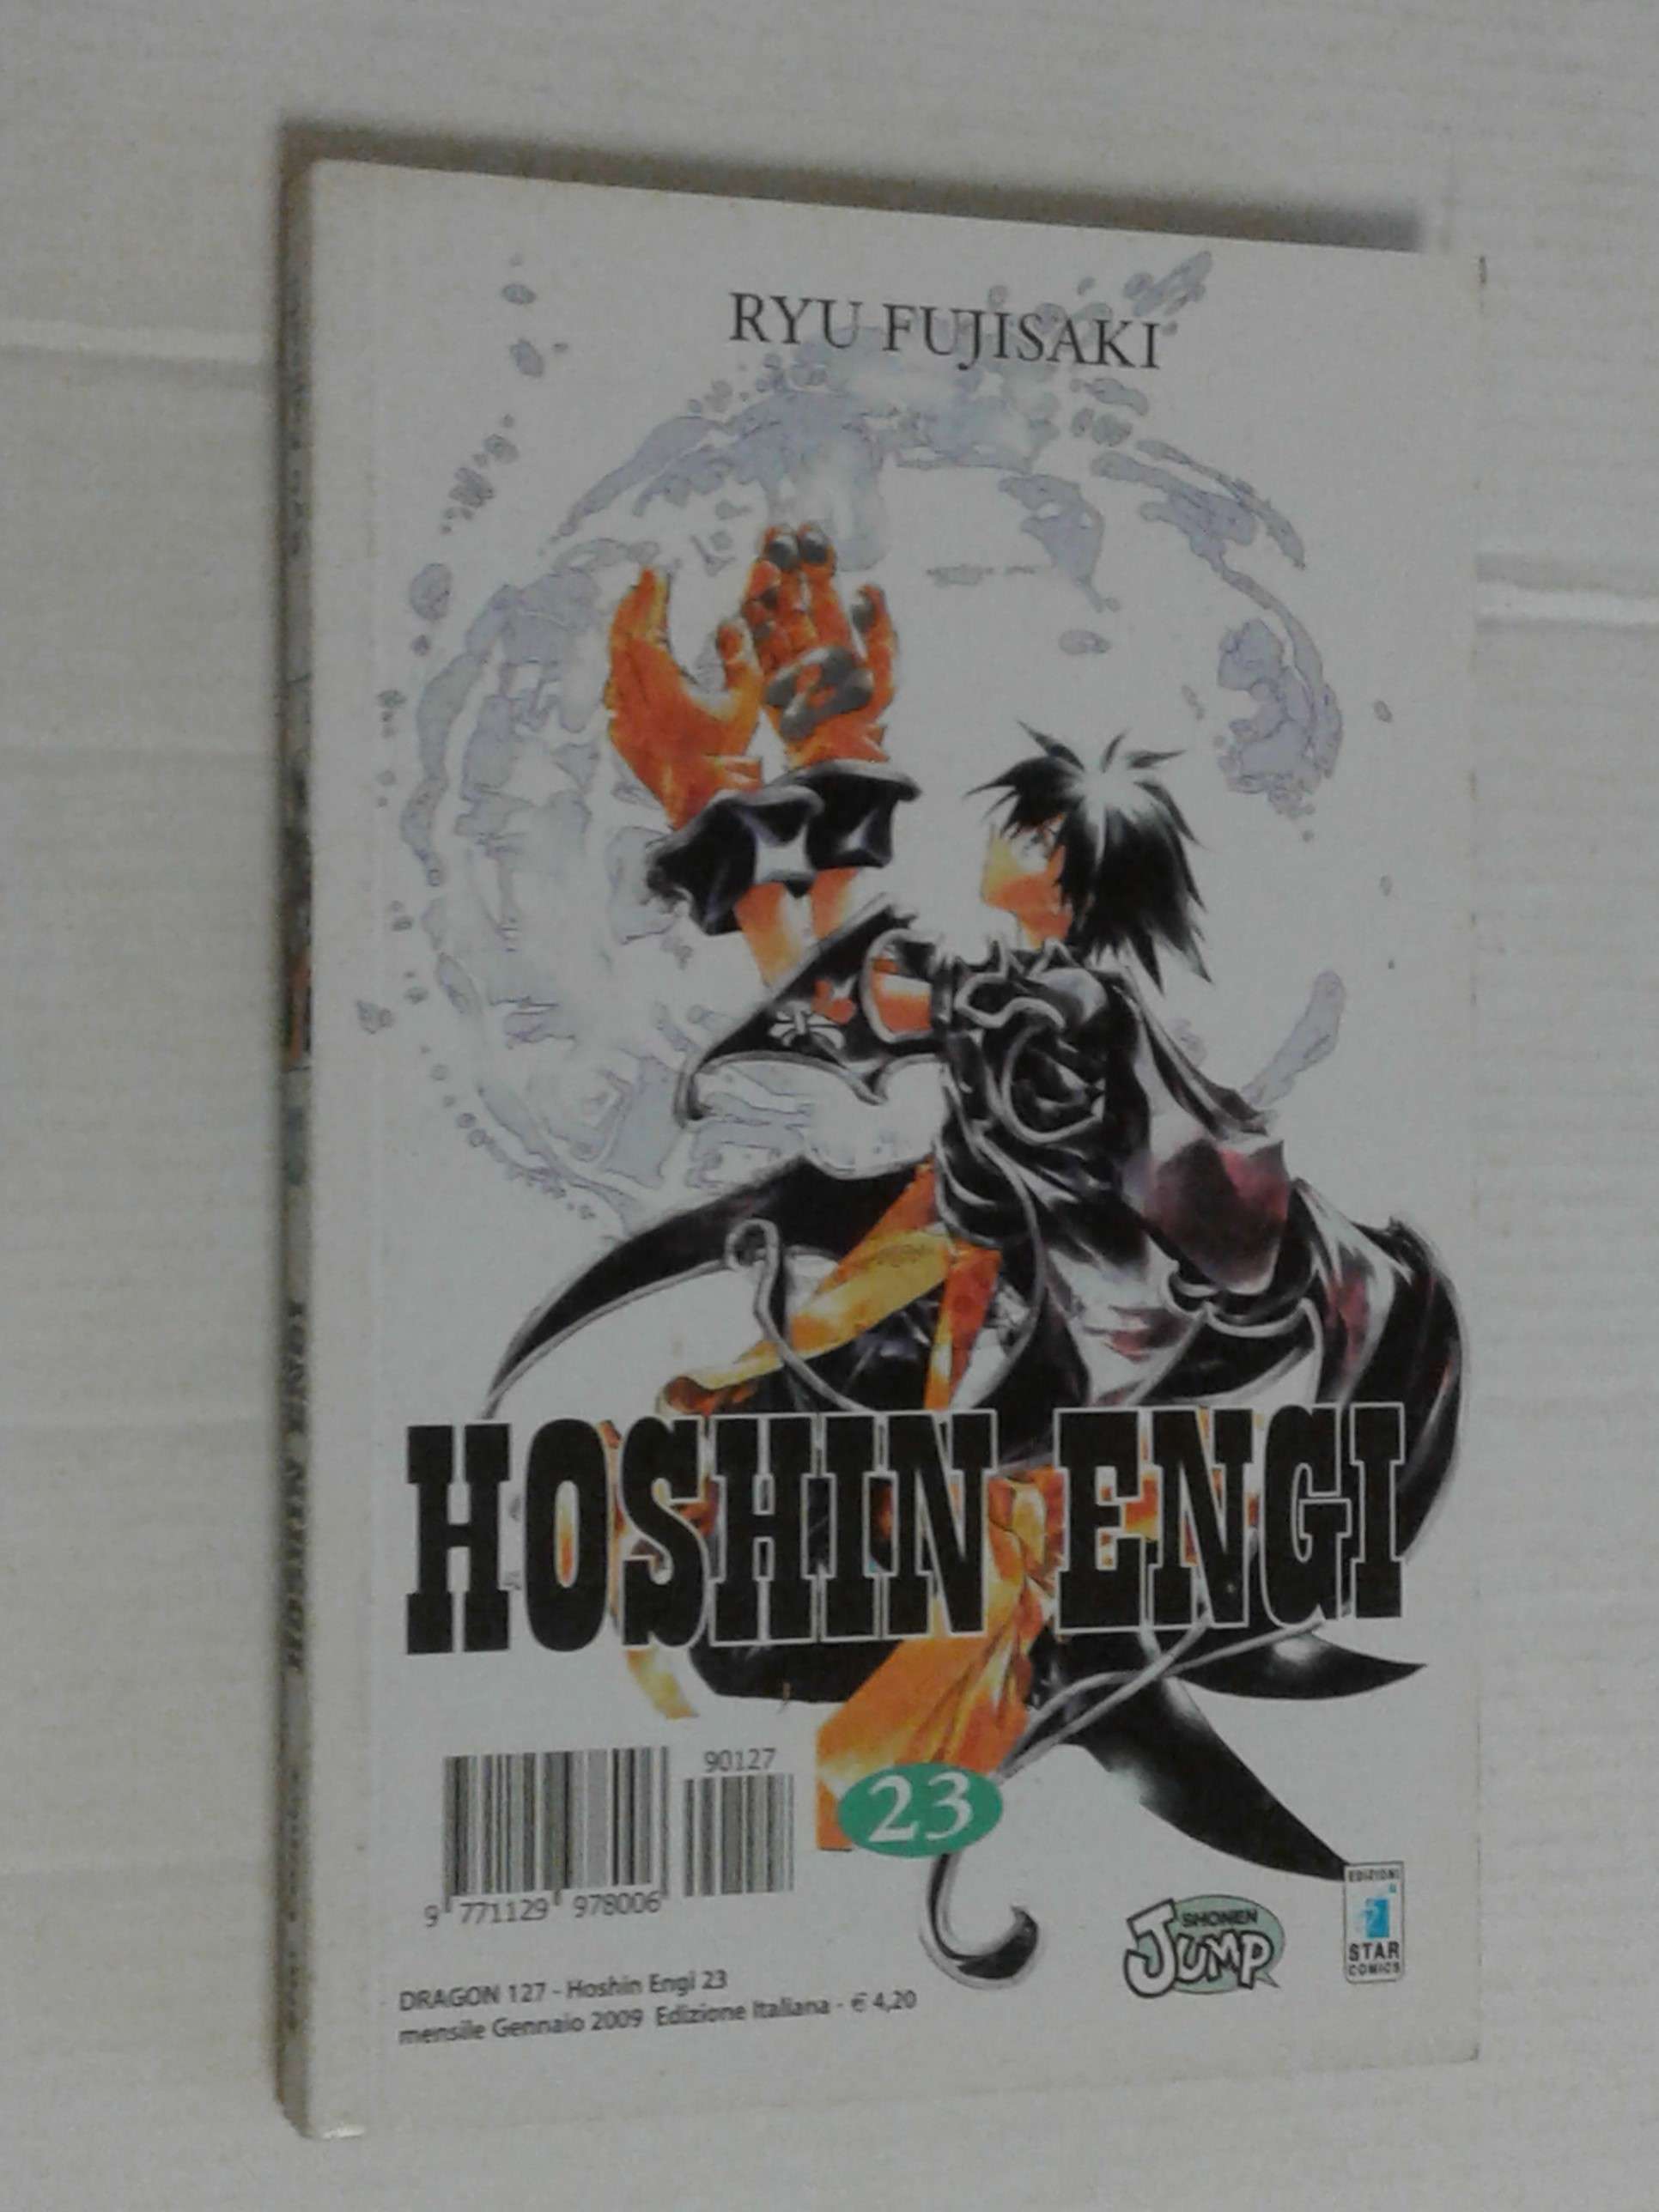 RYU FUJISAKI
HOSHIN ENGI
90127
23
9 771129 978006
SHONEN
JUMP
EDIZIONI
STAR
COMICS
DRAGON 127 - Hoshin Engi 23
mensile Gennaio 2009 Edizione Italiana - € 4,20